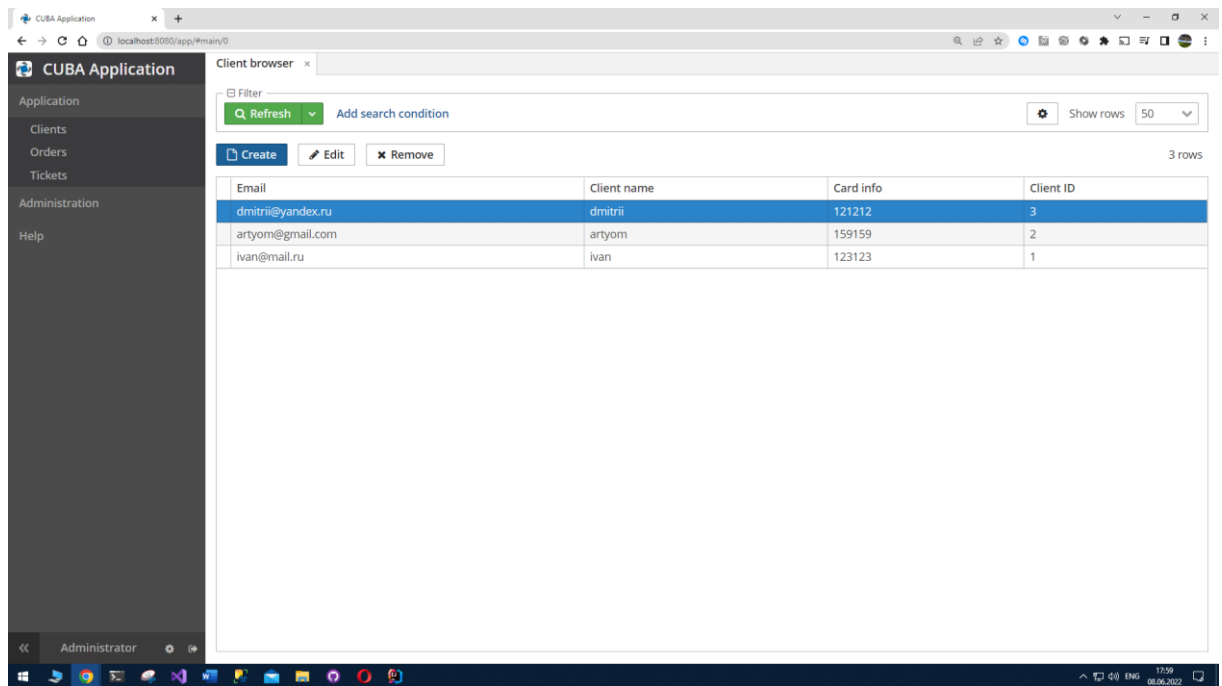 CUBA Application
localhost:8080/app/#main/0
CUBA Application
Client browser
Application
Clients
Orders
Tickets
Administration
Help
Filter
Refresh Add search condition Show rows 50
Create Edit Remove 3 rows
Email Client name Card info Client ID
dmitrii@yandex.ru dmitrii 121212 3
artyom@gmail.com artyom 159159 2
ivan@mail.ru ivan 123123 1
Administrator
ENG 17:59
08.06.2022